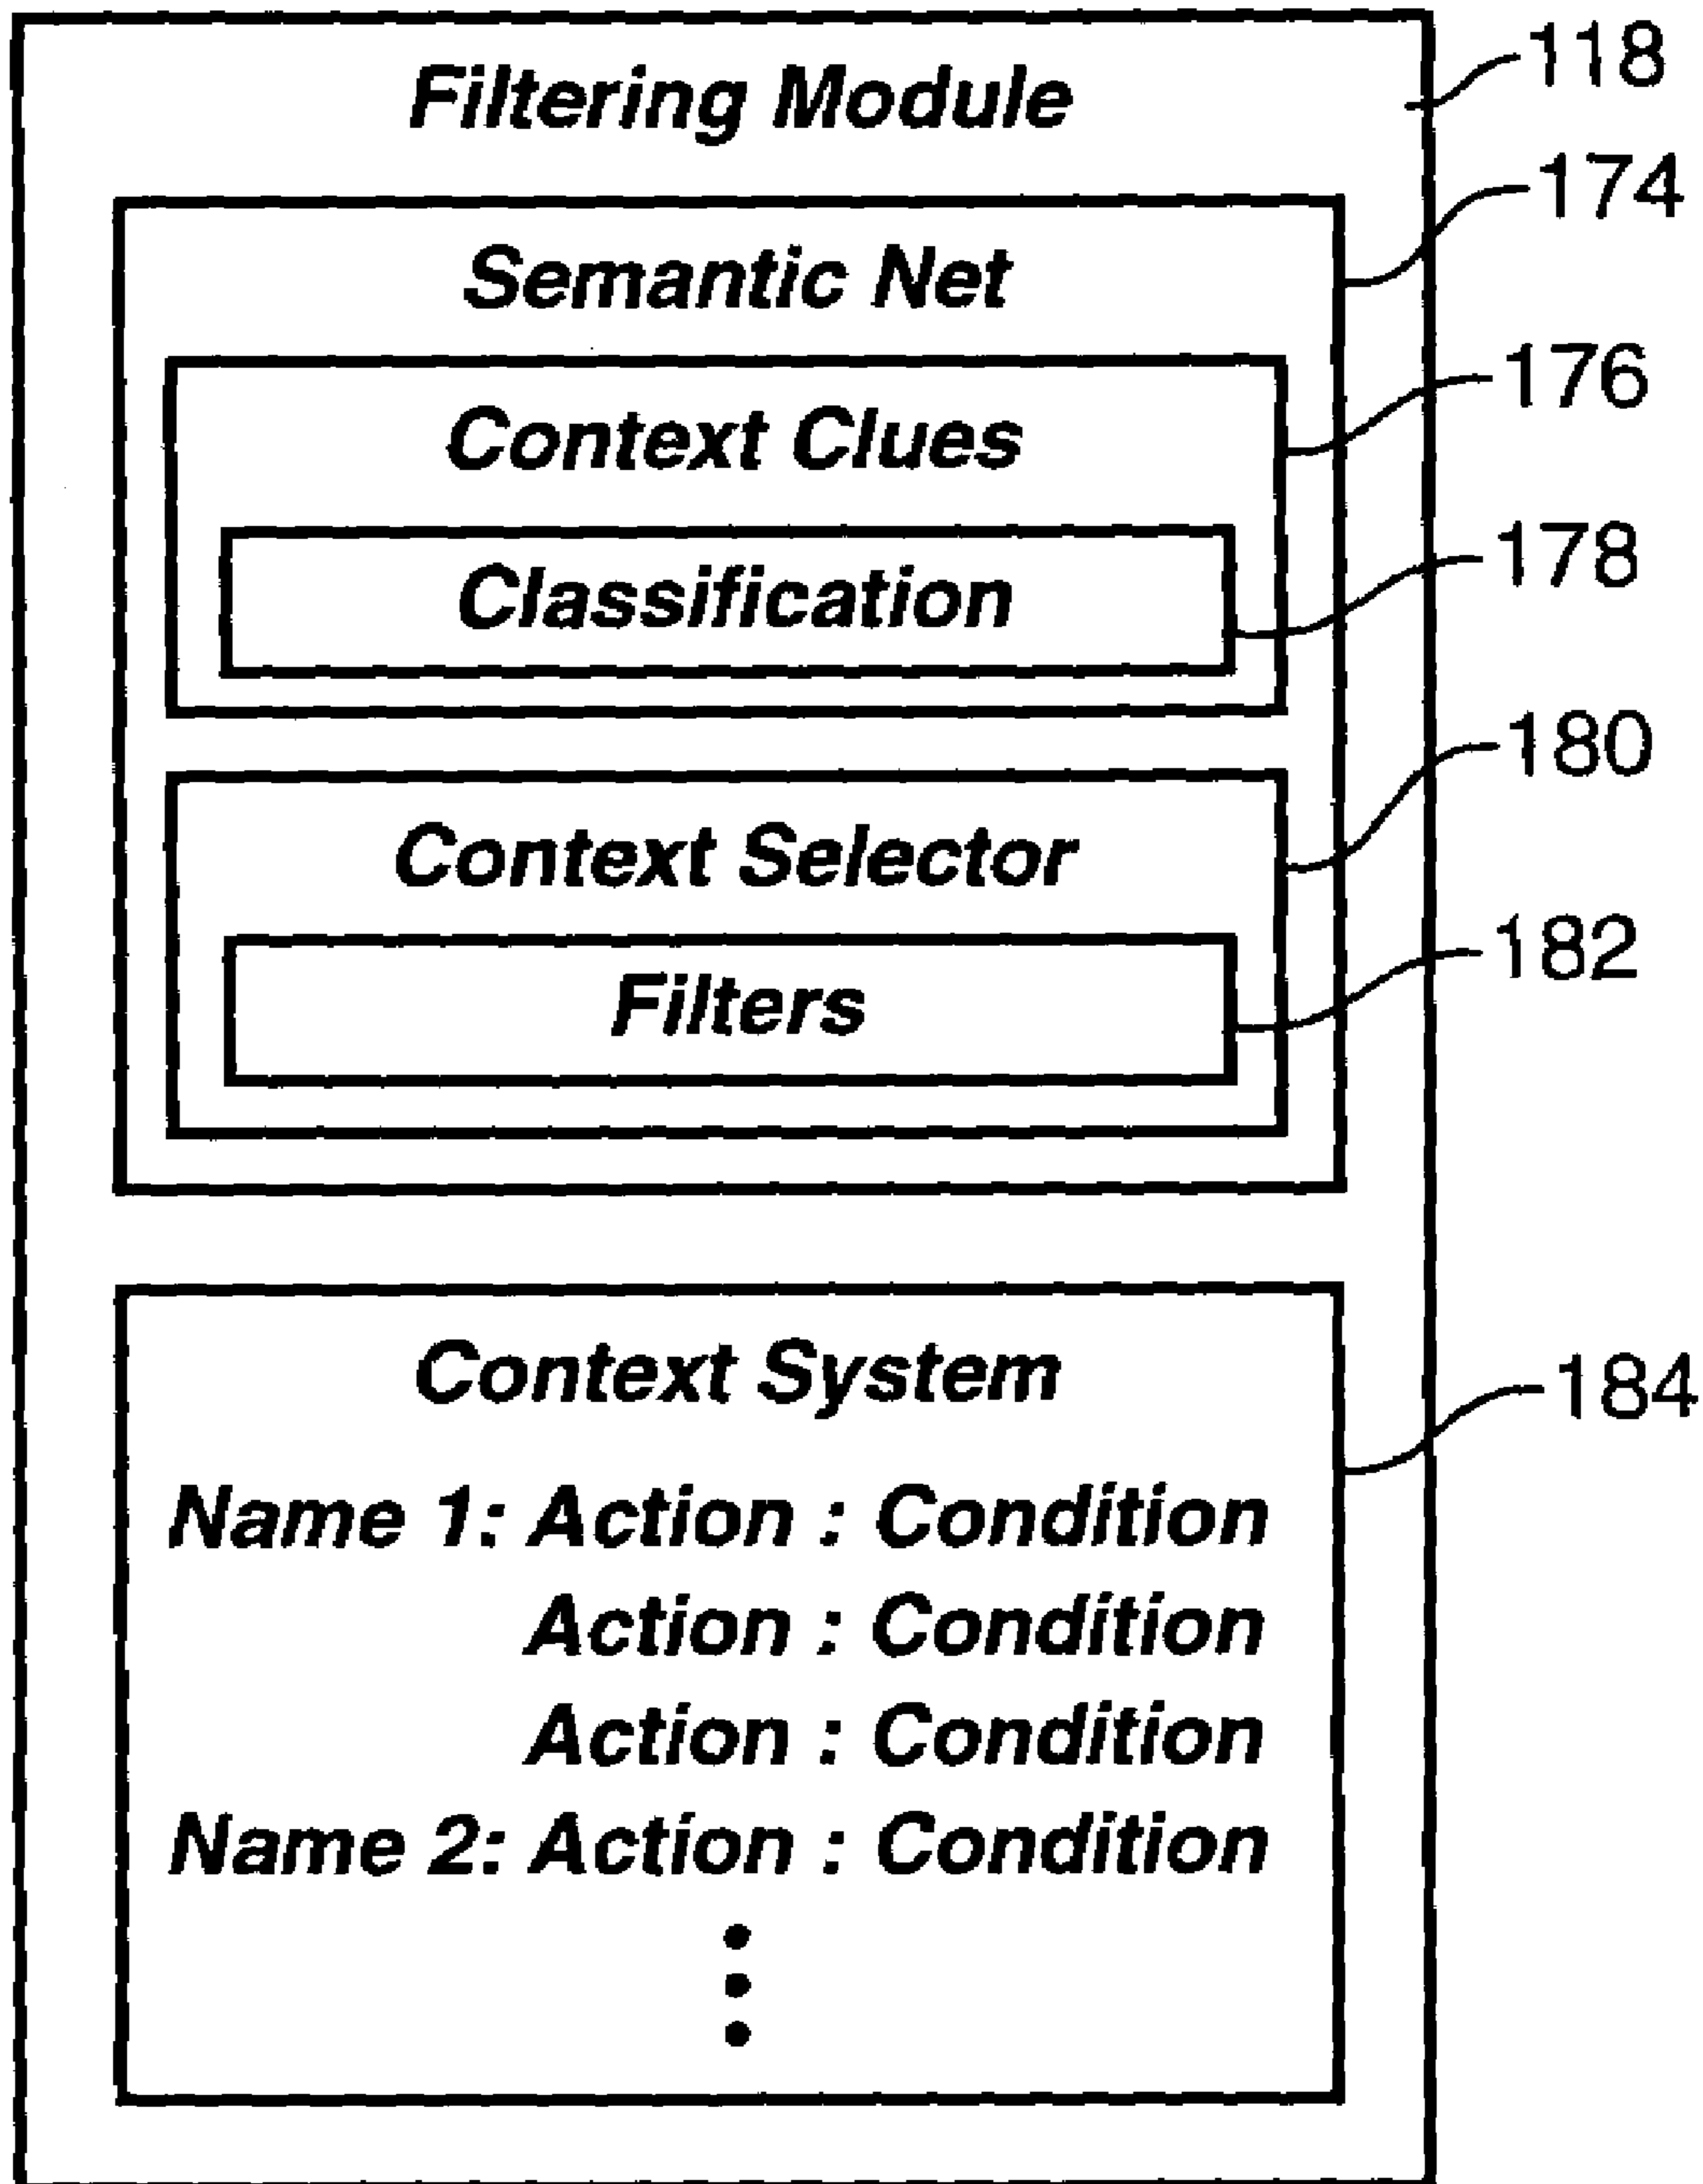 Filtering Module
118
174
Semantic Net
176
Context Clues
178
Classification
180
Context Selector
182
Filters
Context System
184
Name 1: Action : Condition
Action : Condition
Action : Condition
Name 2: Action : Condition